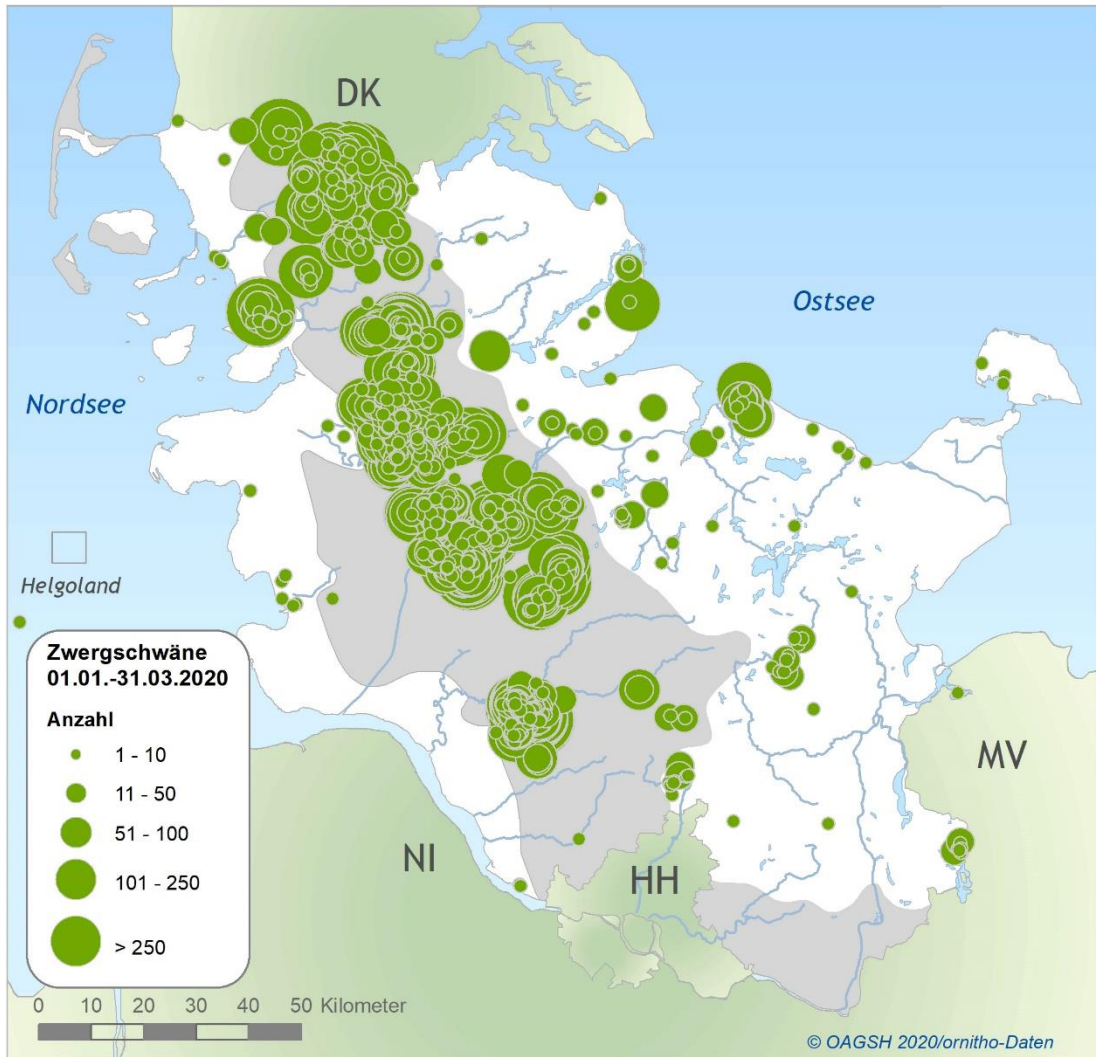 DK
Ostsee
Nordsee
Helgoland
Zwergschwäne
01.01.-31.03.2020
Anzahl
1 - 10
11 - 50
51 - 100
101 - 250
> 250
MV
NI
HH
0 10 20 30 40 50 Kilometer
© OAGSH 2020/ornitho-Daten